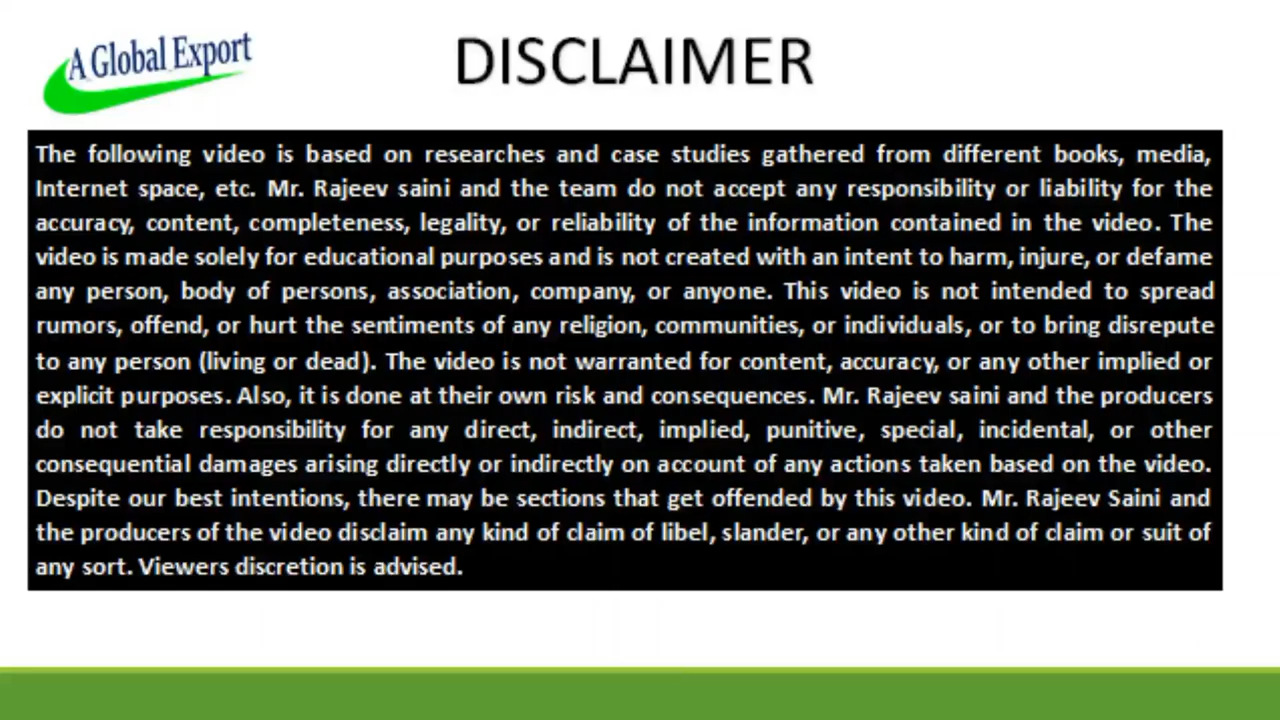 A Global Export
DISCLAIMER
The following video is based on researches and case studies gathered from different books, media,
Internet space, etc. Mr. Rajeev saini and the team do not accept any responsibility or liability for the
accuracy, content, completeness, legality, or reliability of the information contained in the video. The
video is made solely for educational purposes and is not created with an intent to harm, injure, or defame
any person, body of persons, association, company, or anyone. This video is not intended to spread
rumors, offend, or hurt the sentiments of any religion, communities, or individuals, or to bring disrepute
to any person (living or dead). The video is not warranted for content, accuracy, or any other implied or
explicit purposes. Also, it is done at their own risk and consequences. Mr. Rajeev saini and the producers
do not take responsibility for any direct, indirect, implied, punitive, special, incidental, or other
consequential damages arising directly or indirectly on account of any actions taken based on the video.
Despite our best intentions, there may be sections that get offended by this video. Mr. Rajeev Saini and
the producers of the video disclaim any kind of claim of libel, slander, or any other kind of claim or suit of
any sort. Viewers discretion is advised.